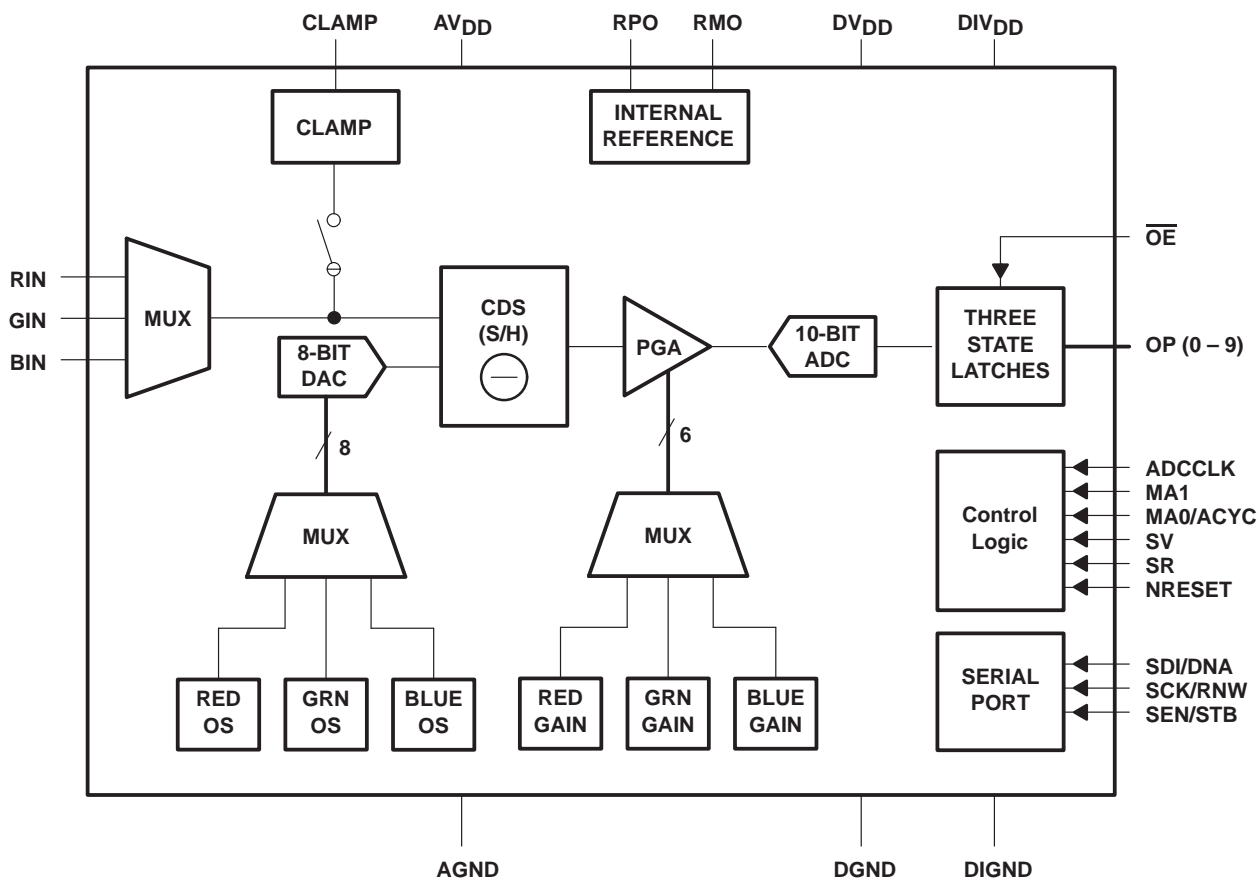 CLAMP AVDD RPO RMO DVDD DIVDD
CLAMP
INTERNAL
REFERENCE
OE
RIN
GIN
BIN
MUX
8-BIT
DAC
CDS
(S/H)
PGA
10-BIT
ADC
THREE
STATE
LATCHES
OP (0 – 9)
8
6
MUX
MUX
Control
Logic
ADCCLK
MA1
MA0/ACYC
SV
SR
NRESET
RED
OS
GRN
OS
BLUE
OS
RED
GAIN
GRN
GAIN
BLUE
GAIN
SERIAL
PORT
SDI/DNA
SCK/RNW
SEN/STB
AGND DGND DIGND